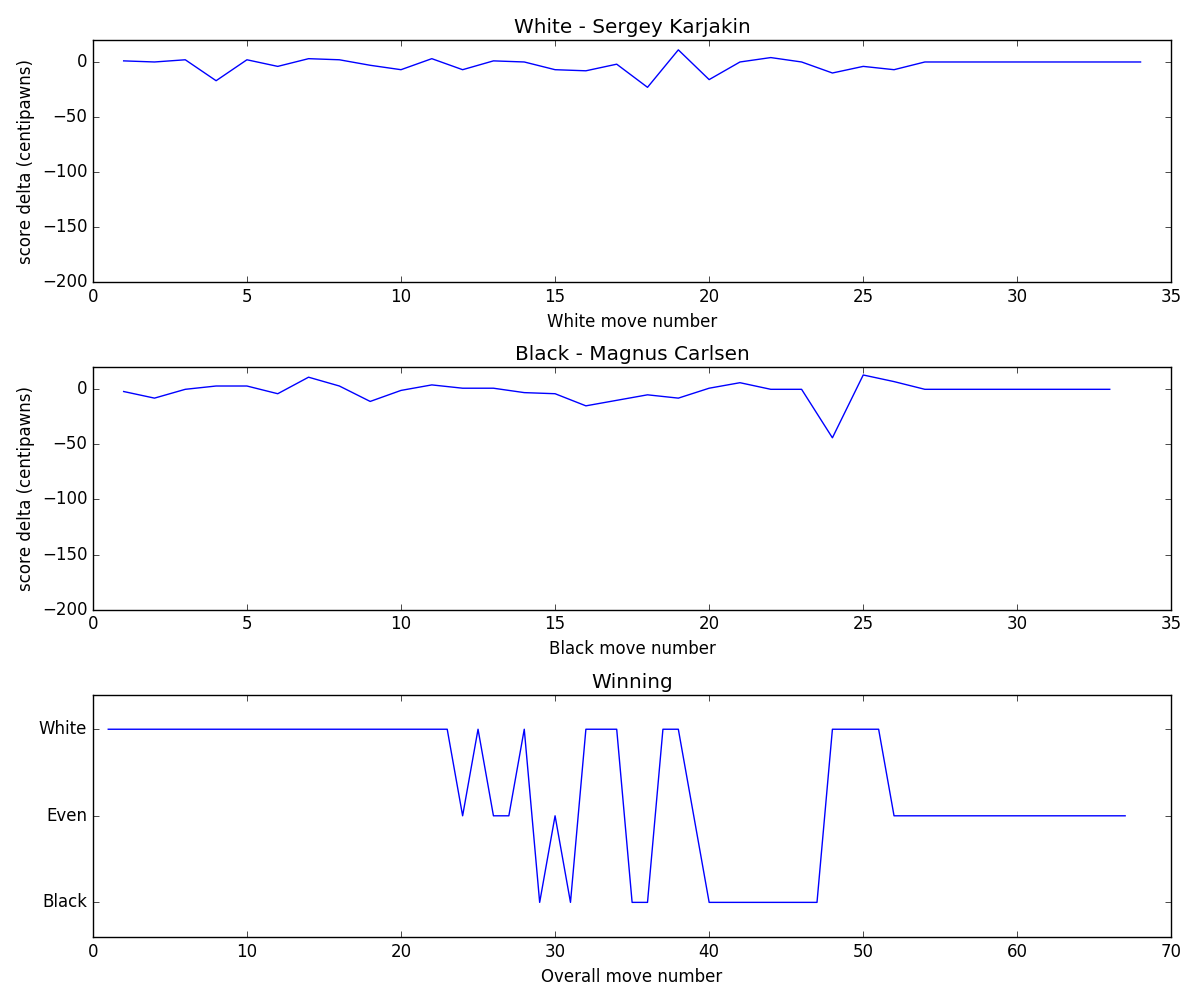 White - Sergey Karjakin
0
−50
−100
−150
−200
score delta (centipawns)
0 5 10 15 20 25 30 35
White move number
Black - Magnus Carlsen
0
−50
−100
−150
−200
score delta (centipawns)
0 5 10 15 20 25 30 35
Black move number
Winning
White
Even
Black
0 10 20 30 40 50 60 70
Overall move number